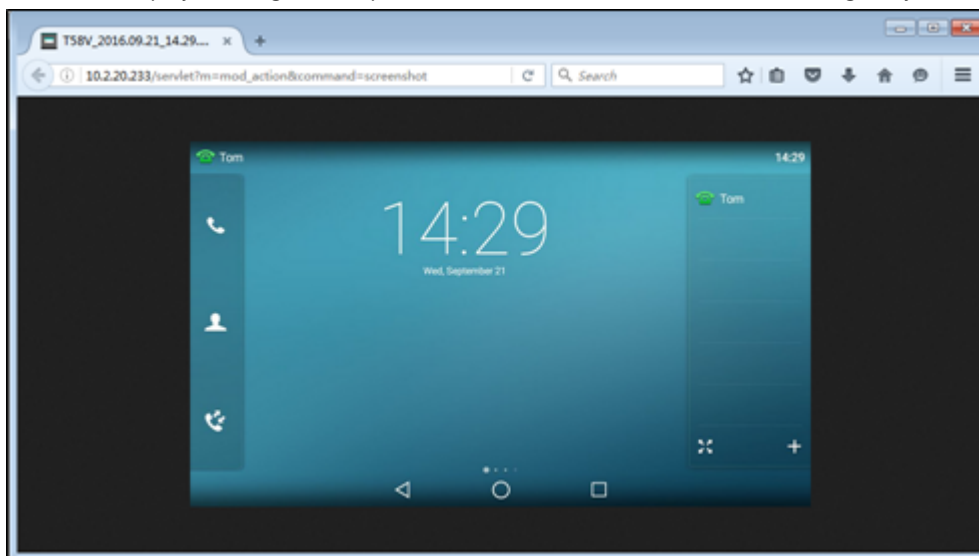 T58V_2016.09.21_14.29....
10.2.20.233/servlet?m=mod_action&command=screenshot
Search
Tom
14:29
Tom
14:29
Wed, September 21